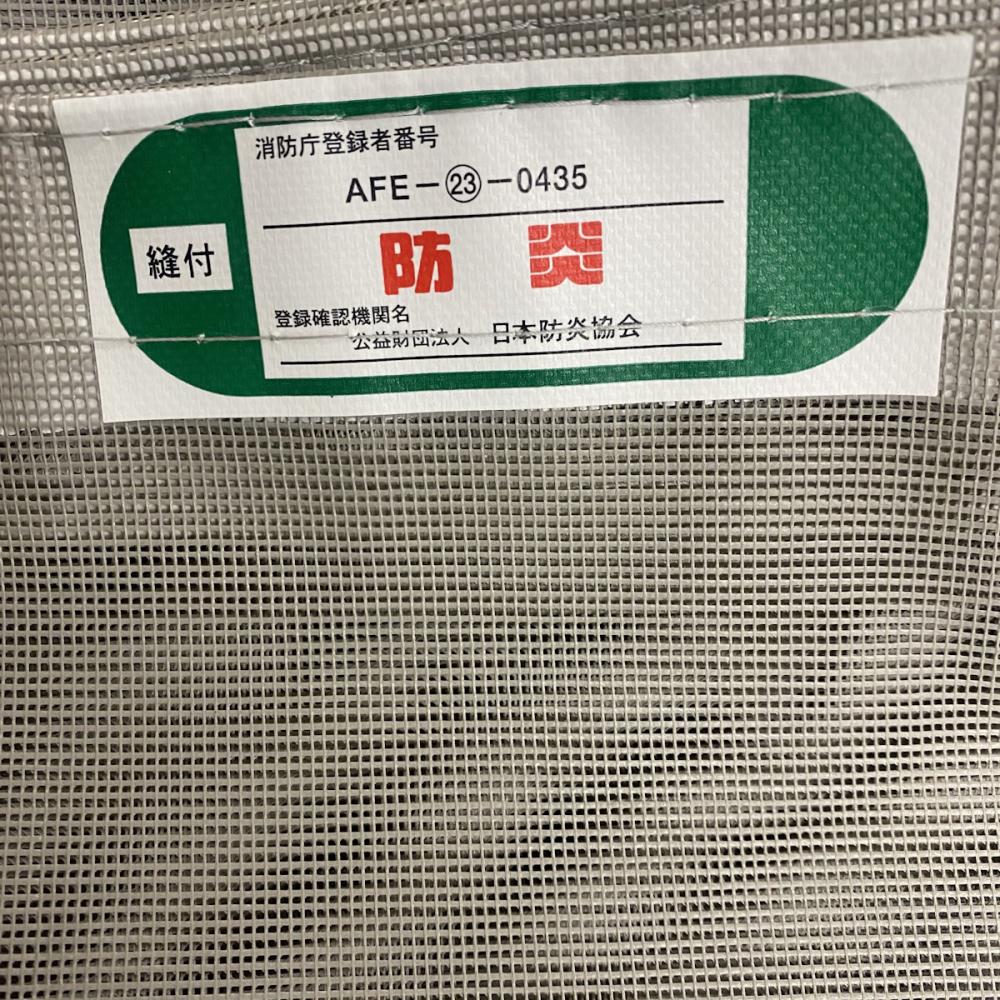 消防庁登録者番号
AFE-㉓-0435
縫付
防炎
登録確認機関名
公益財団法人 日本防炎協会